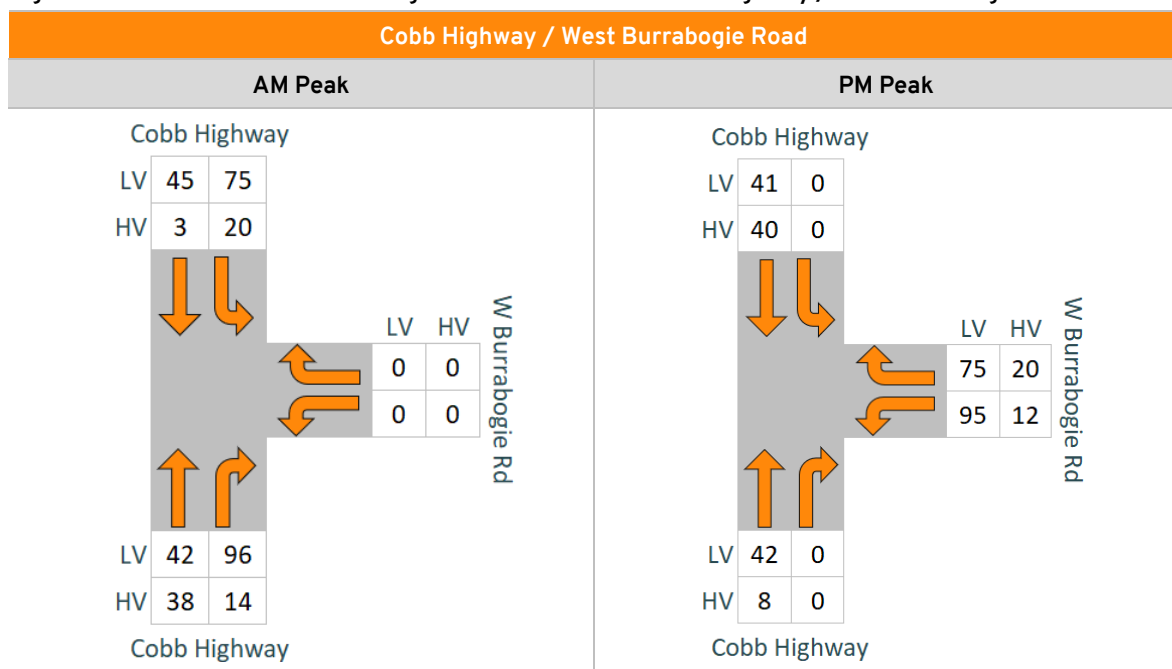 Cobb Highway / West Burrabogie Road
AM Peak
PM Peak
Cobb Highway
LV 45 75
HV 3 20
LV HV
0 0
0 0
W Burrabogie Rd
LV 42 96
HV 38 14
Cobb Highway
Cobb Highway
LV 41 0
HV 40 0
LV HV
75 20
95 12
W Burrabogie Rd
LV 42 0
HV 8 0
Cobb Highway